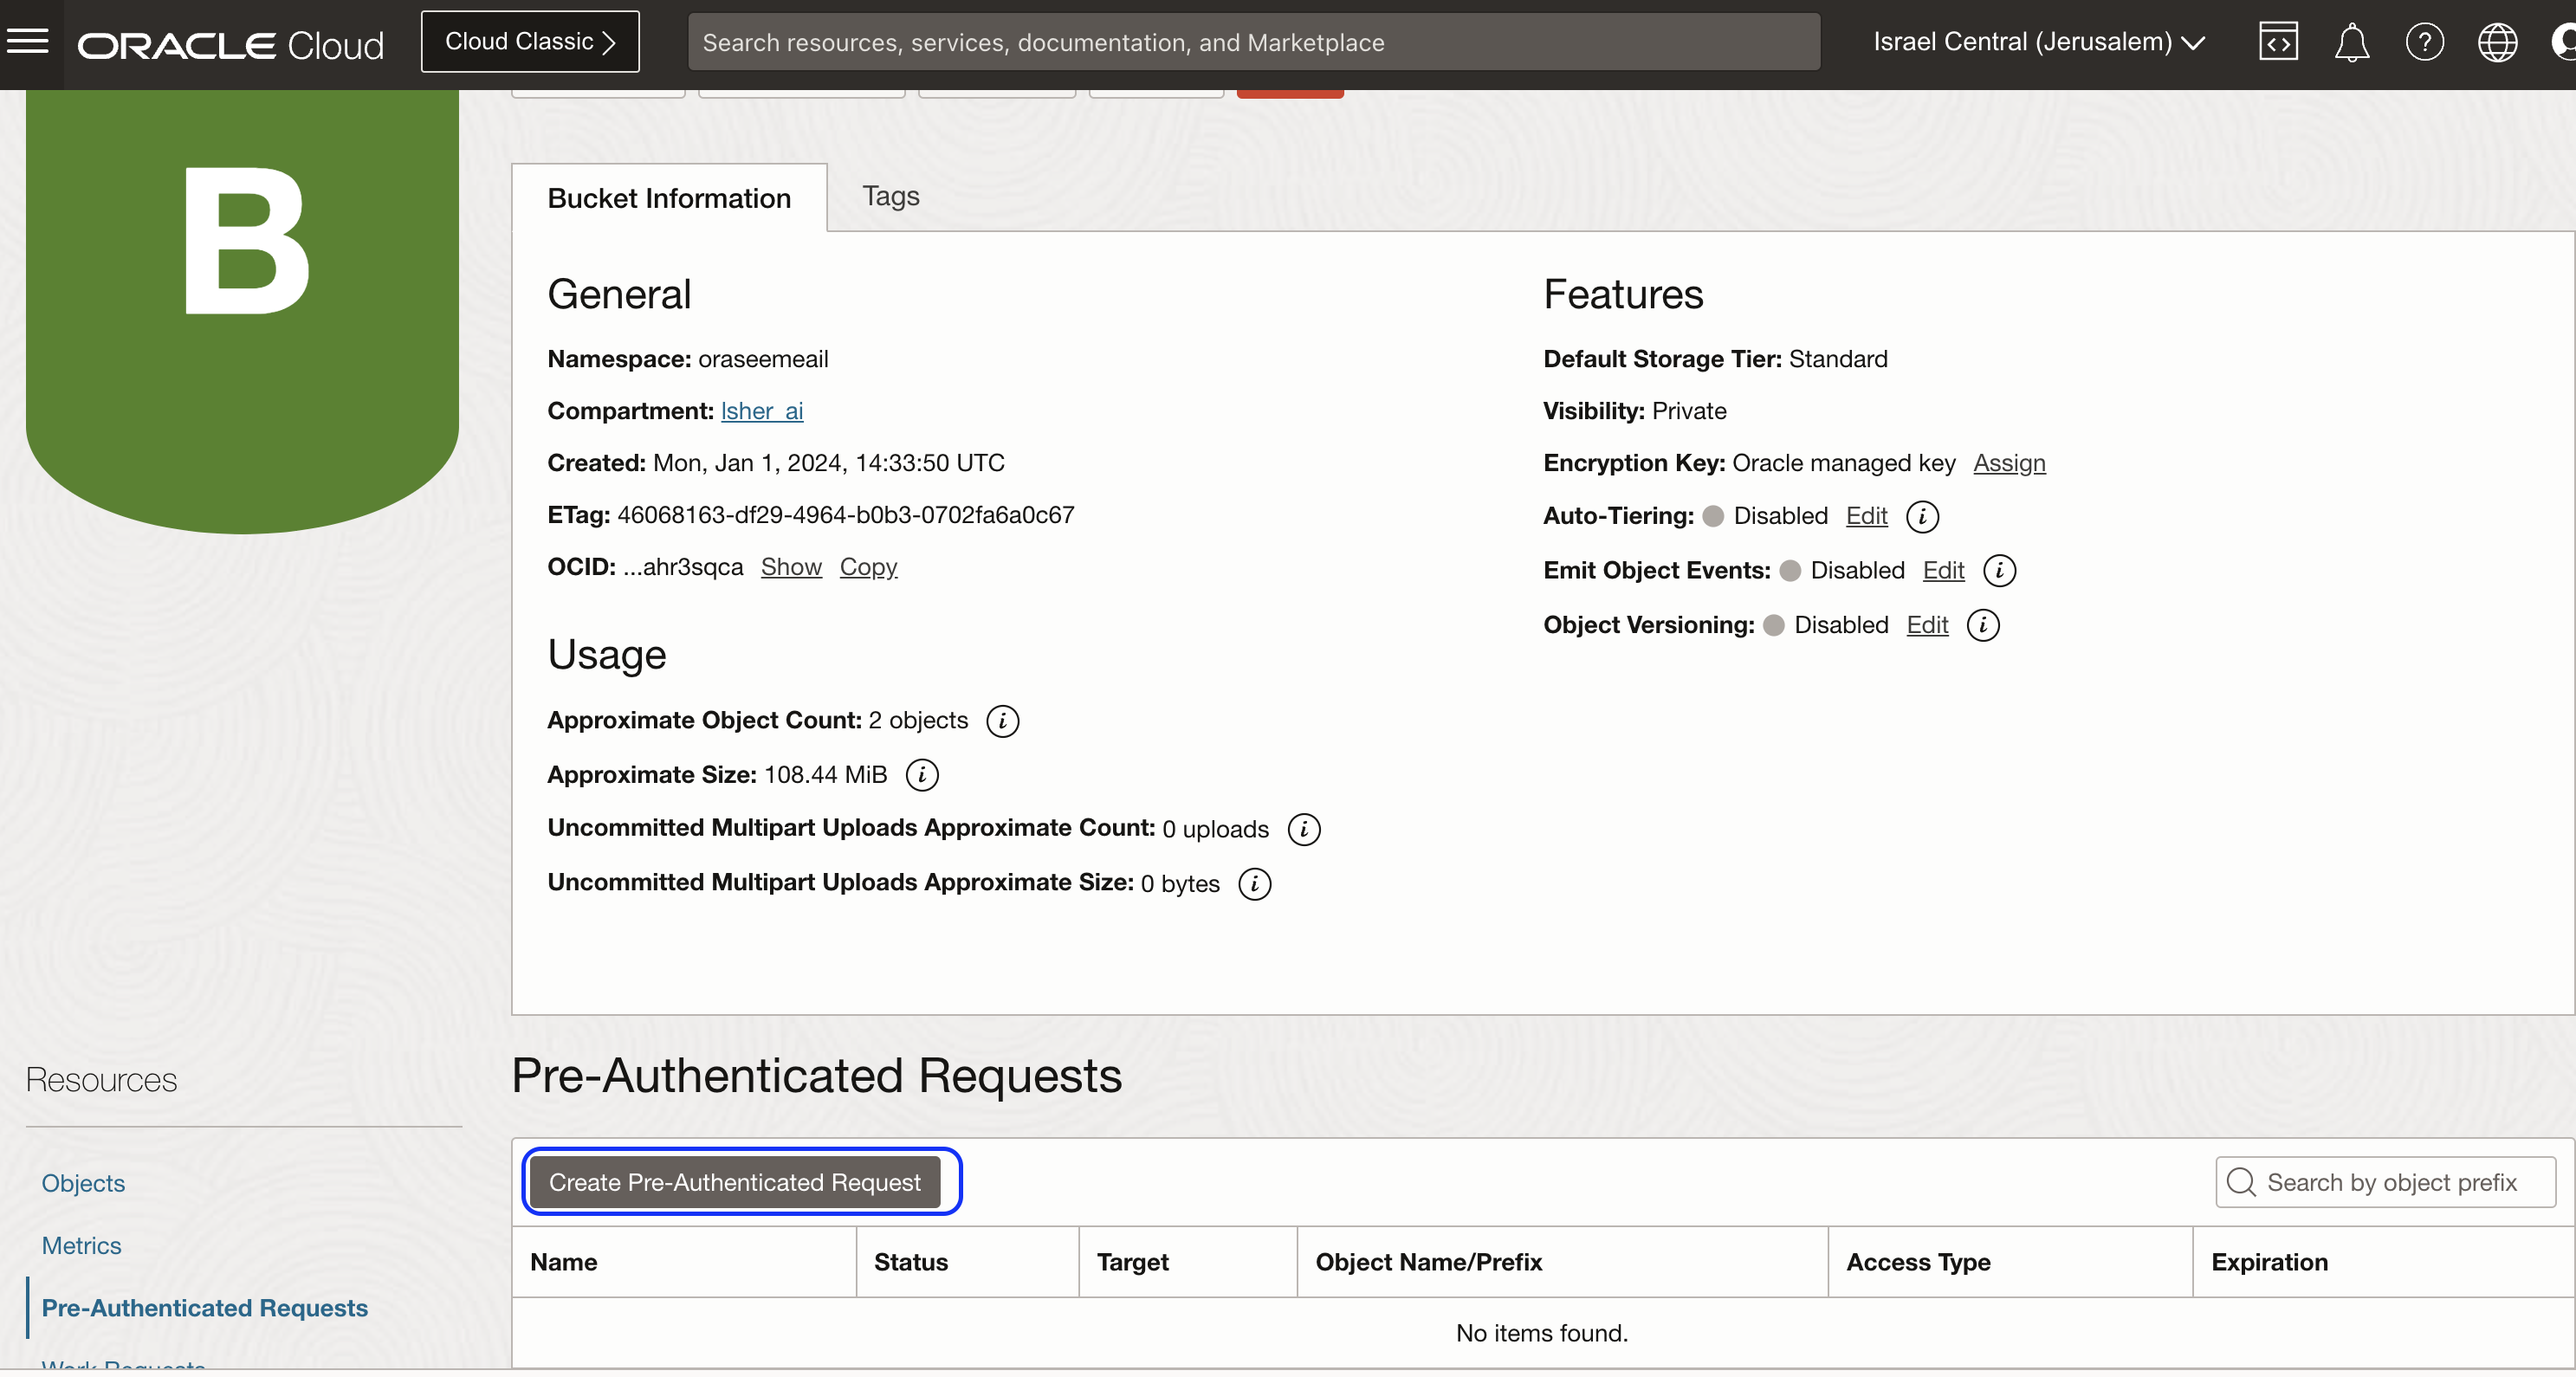 ORACLE Cloud
Cloud Classic
Search resources, services, documentation, and Marketplace
Israel Central (Jerusalem)
B
Bucket Information
Tags
General
Namespace: oraseemeail
Compartment: lsher_ai
Created: Mon, Jan 1, 2024, 14:33:50 UTC
ETag: 46068163-df29-4964-b0b3-0702fa6a0c67
OCID: ...ahr3sqca Show Copy
Usage
Approximate Object Count: 2 objects
Approximate Size: 108.44 MiB
Uncommitted Multipart Uploads Approximate Count: 0 uploads
Uncommitted Multipart Uploads Approximate Size: 0 bytes
Features
Default Storage Tier: Standard
Visibility: Private
Encryption Key: Oracle managed key Assign
Auto-Tiering: Disabled Edit
Emit Object Events: Disabled Edit
Object Versioning: Disabled Edit
Resources
Objects
Metrics
Pre-Authenticated Requests
Work Requests
Pre-Authenticated Requests
Create Pre-Authenticated Request
Search by object prefix
Name Status Target Object Name/Prefix Access Type Expiration
No items found.